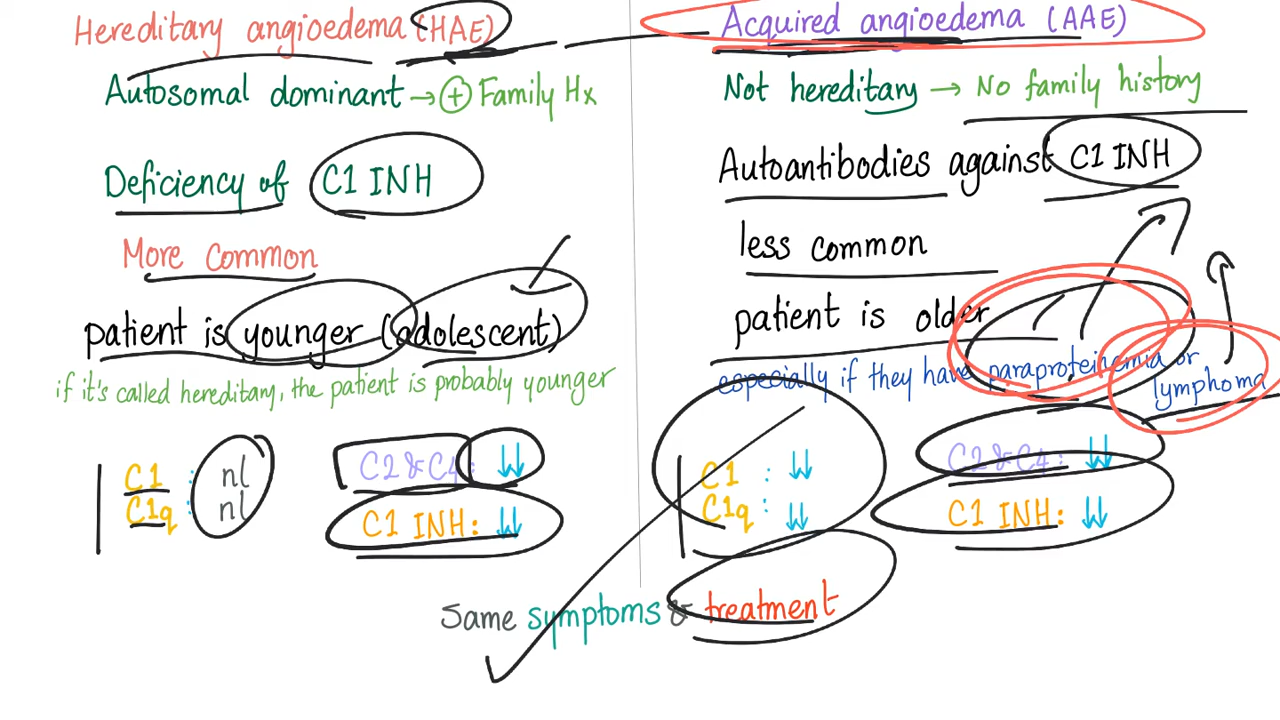 Hereditary angioedema (HAE)
Autosomal dominant → + Family Hx
Deficiency of C1 INH
More Common
patient is younger (adolescent)
if it's called hereditary, the patient is probably younger
C1 : nl
C1q : nl
C2 & C4 : ↓↓
C1 INH : ↓↓
Acquired angioedema (AAE)
Not hereditary → No family history
Autoantibodies against C1 INH
less common
patient is older
especially if they have paraproteinemia or
lymphoma
C1 : ↓↓
C1q : ↓↓
C2 & C4 : ↓↓
C1 INH : ↓↓
Same symptoms & treatment